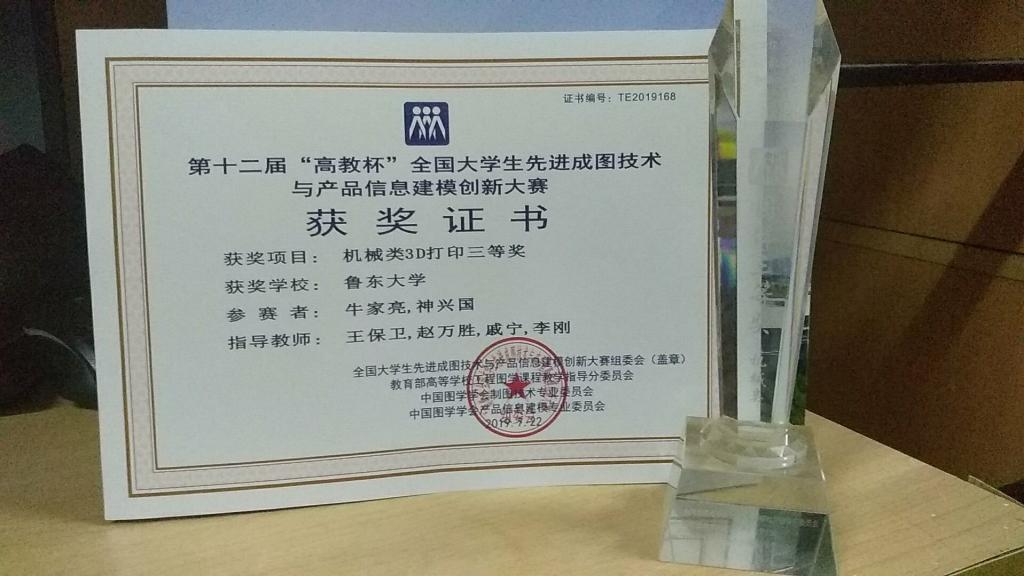 证书编号：TE2019168
第十二届“高教杯”全国大学生先进成图技术
与产品信息建模创新大赛
获奖证书
获奖项目： 机械类3D打印三等奖
获奖学校： 鲁东大学
参 赛 者： 牛家亮,神兴国
指导教师： 王保卫,赵万胜,戚宁,李刚
全国大学生先进成图技术与产品信息建模创新大赛组委会（盖章）
教育部高等学校工程图学课程教学指导分委员会
中国图学学会制图技术专业委员会
中国图学学会产品信息建模专业委员会
2019.7.22